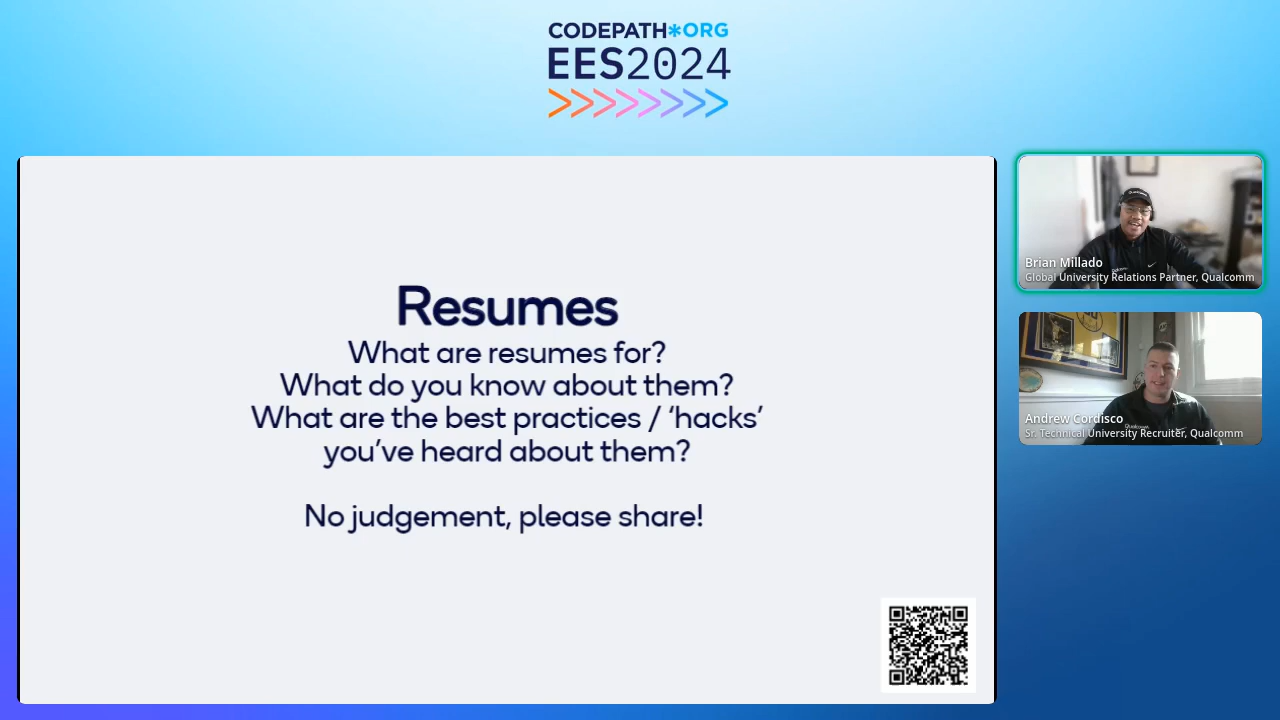 CODEPATH*ORG
EES2024
Resumes
What are resumes for?
What do you know about them?
What are the best practices / ‘hacks’
you’ve heard about them?
No judgement, please share!
Brian Millado
Global University Relations Partner, Qualcomm
Andrew Cordisco
Sr. Technical University Recruiter, Qualcomm